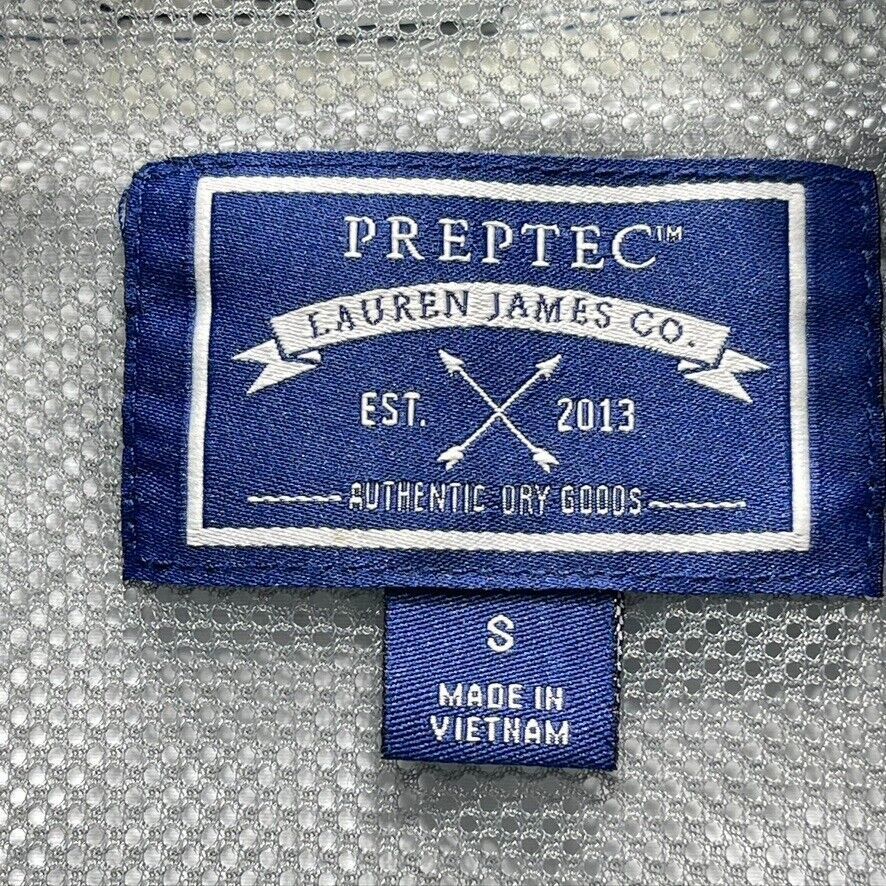 PREPTEC™
LAUREN JAMES CO.
EST. 2013
AUTHENTIC DRY GOODS
S
MADE IN
VIETNAM